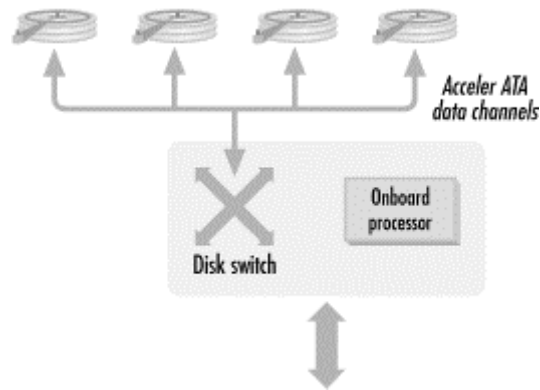 Acceler ATA
data channels
Onboard
processor
Disk switch